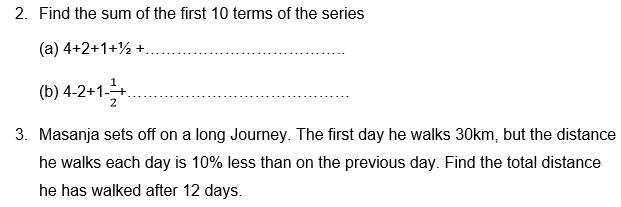 2. Find the sum of the first 10 terms of the series
(a) 4+2+1+½ +........................................
(b) 4-2+1-1/2+............................................
3. Masanja sets off on a long Journey. The first day he walks 30km, but the distance
he walks each day is 10% less than on the previous day. Find the total distance
he has walked after 12 days.